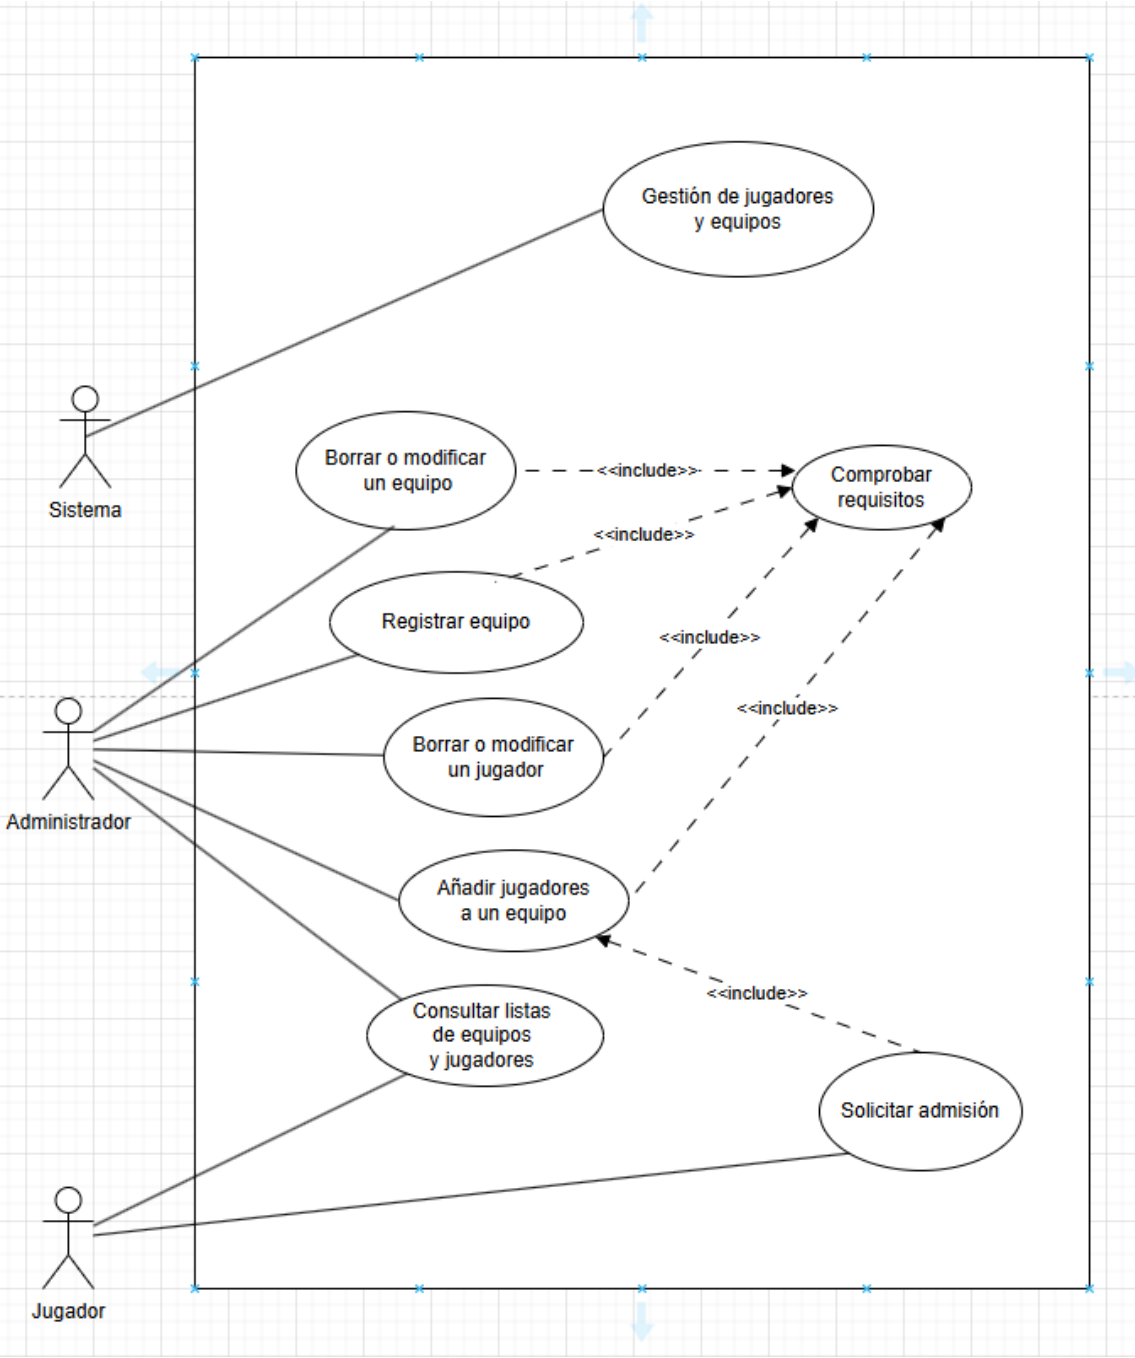 Gestión de jugadores
y equipos
Sistema
Borrar o modificar
un equipo
<<include>>
Comprobar
requisitos
<<include>>
Registrar equipo
<<include>>
<<include>>
Borrar o modificar
un jugador
Administrador
Añadir jugadores
a un equipo
<<include>>
Consultar listas
de equipos
y jugadores
Solicitar admisión
Jugador